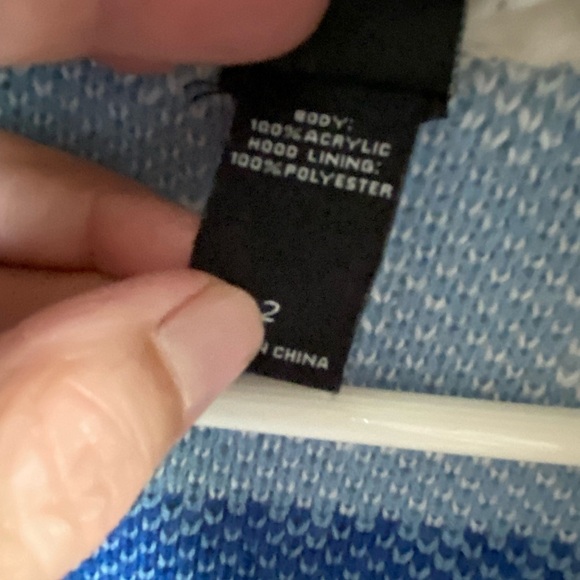 BODY:
100%ACRYLIC
HOOD LINING:
100%POLYESTER
2
CHINA